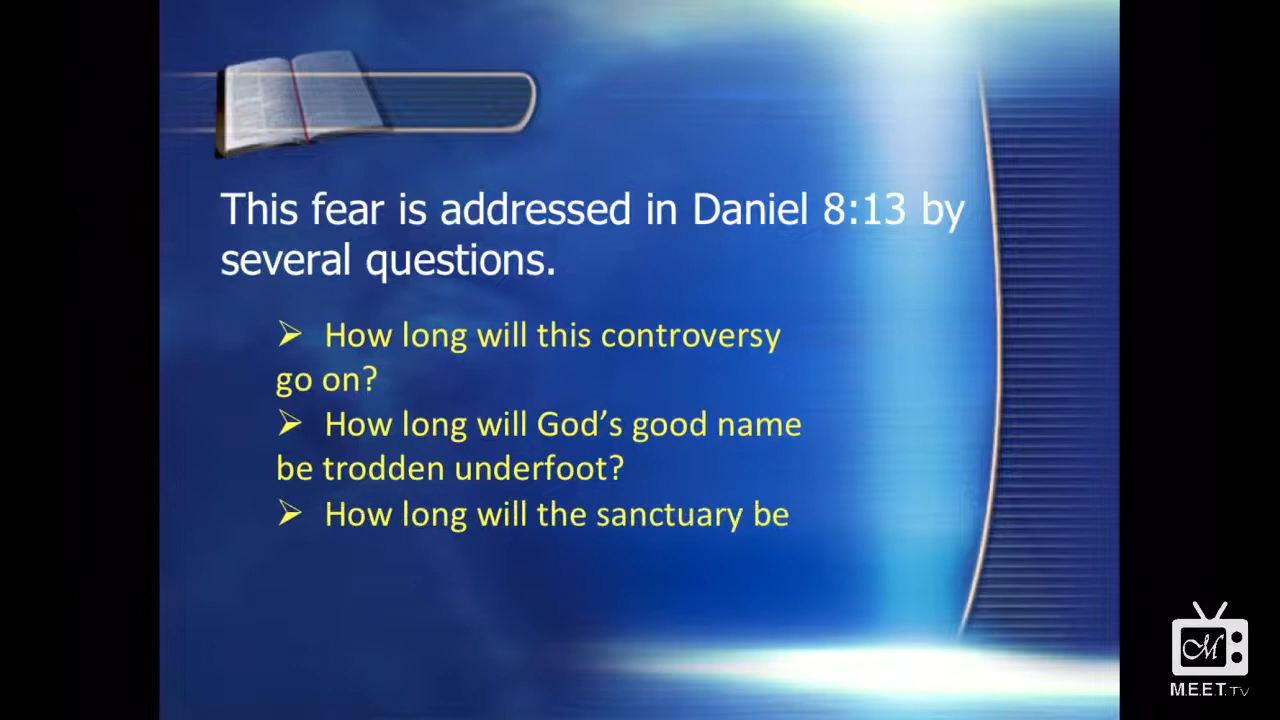 This fear is addressed in Daniel 8:13 by
several questions.
➢ How long will this controversy
go on?
➢ How long will God’s good name
be trodden underfoot?
➢ How long will the sanctuary be
M
M.E.E.T.TV